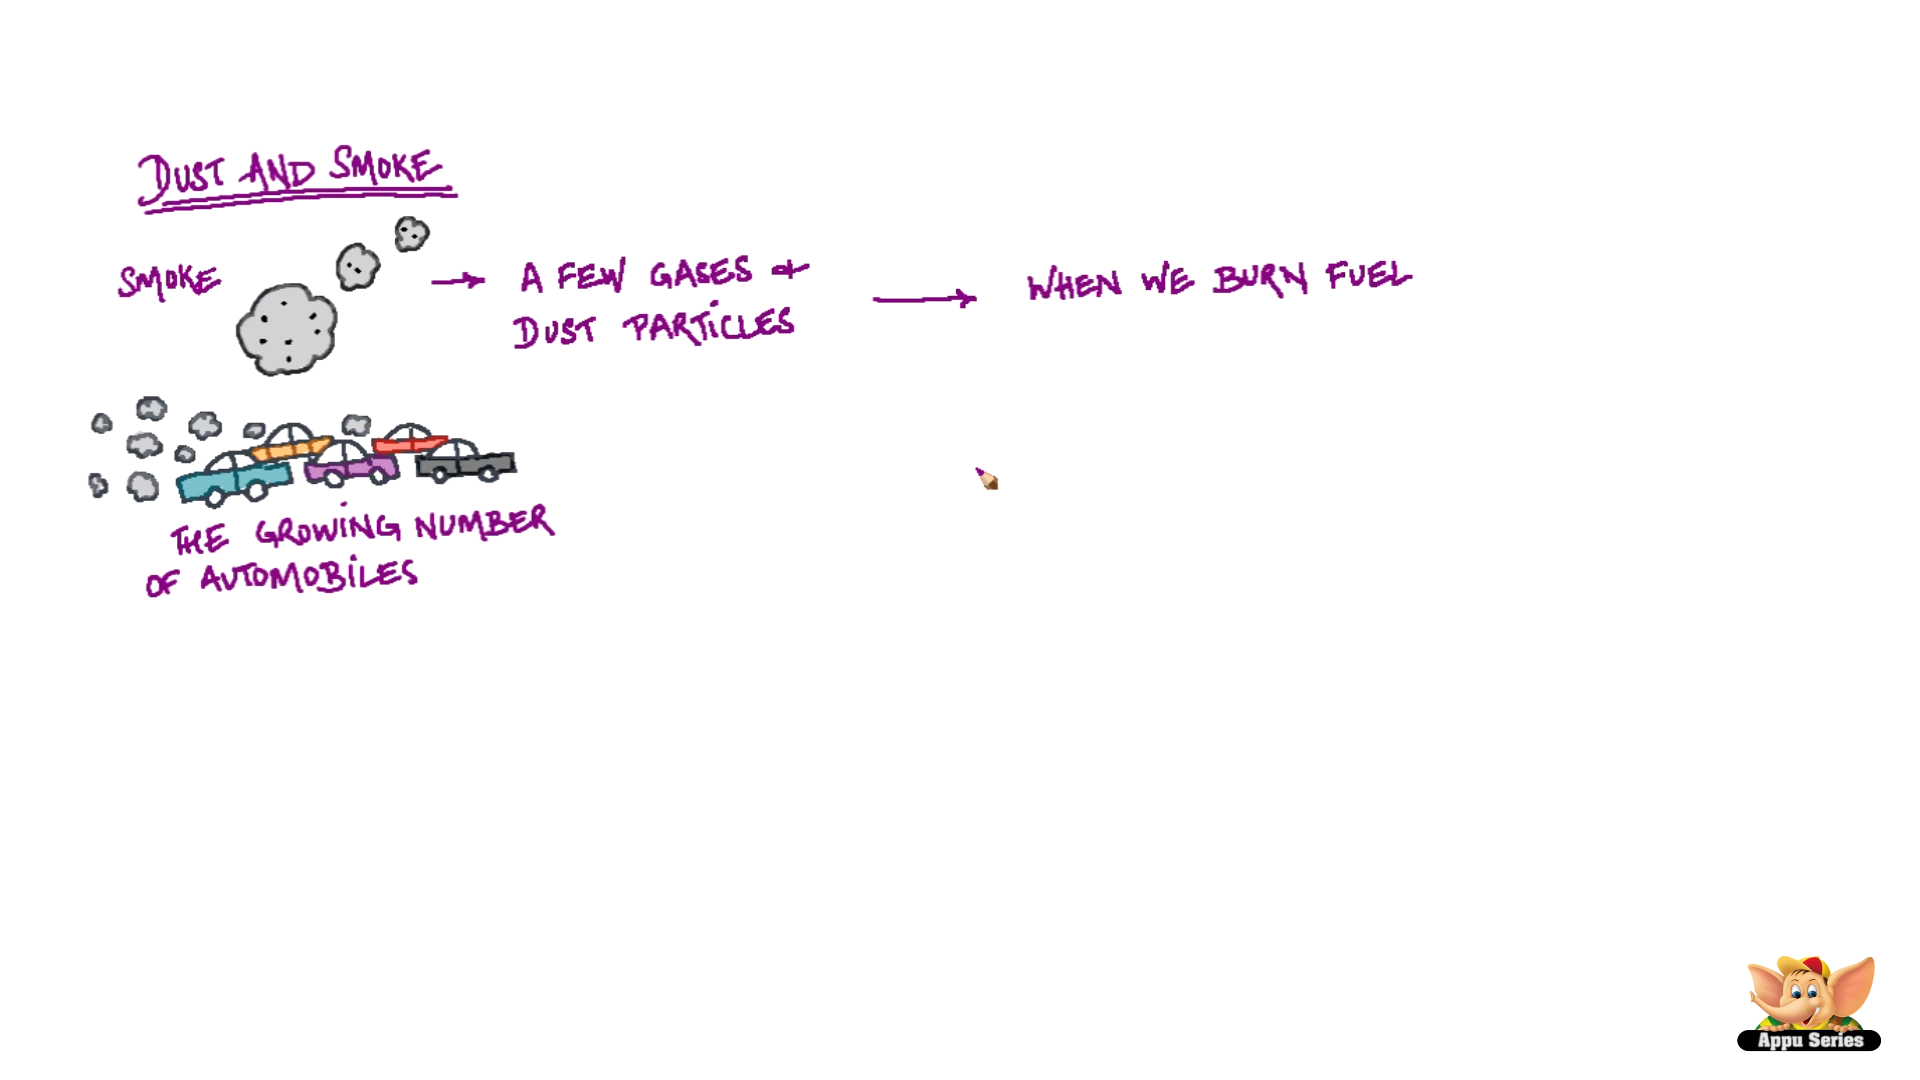 DUST AND SMOKE
SMOKE → A FEW GASES & → WHEN WE BURN FUEL
DUST PARTICLES
THE GROWING NUMBER
OF AUTOMOBILES
Appu Series